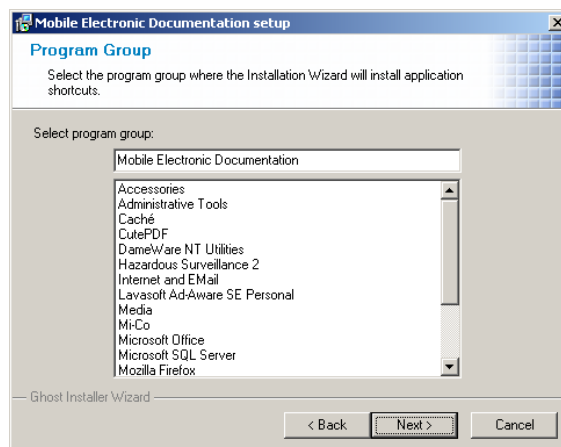 Mobile Electronic Documentation setup
Program Group
Select the program group where the Installation Wizard will install application
shortcuts.
Select program group:
Mobile Electronic Documentation
Accessories
Administrative Tools
Caché
CutePDF
DameWare NT Utilities
Hazardous Surveillance 2
Internet and EMail
Lavasoft Ad-Aware SE Personal
Media
Mi-Co
Microsoft Office
Microsoft SQL Server
Mozilla Firefox
Ghost Installer Wizard
< Back
Next >
Cancel